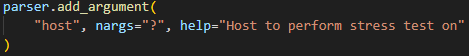 parser.add_argument(
    "host", nargs="?", help="Host to perform stress test on"
)